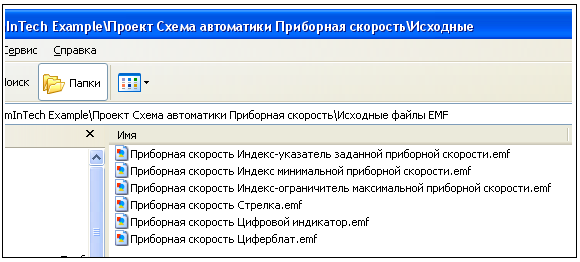 mInTech Example\Проект Схема автоматики Приборная скорость\Исходные
Сервис Справка
Папки
mInTech Example\Проект Схема автоматики Приборная скорость\Исходные файлы EMF
Имя
Приборная скорость Индекс-указатель заданной приборной скорости.emf
Приборная скорость Индекс минимальной приборной скорости.emf
Приборная скорость Индекс-ограничитель максимальной приборной скорости.emf
Приборная скорость Стрелка.emf
Приборная скорость Цифровой индикатор.emf
Приборная скорость Циферблат.emf